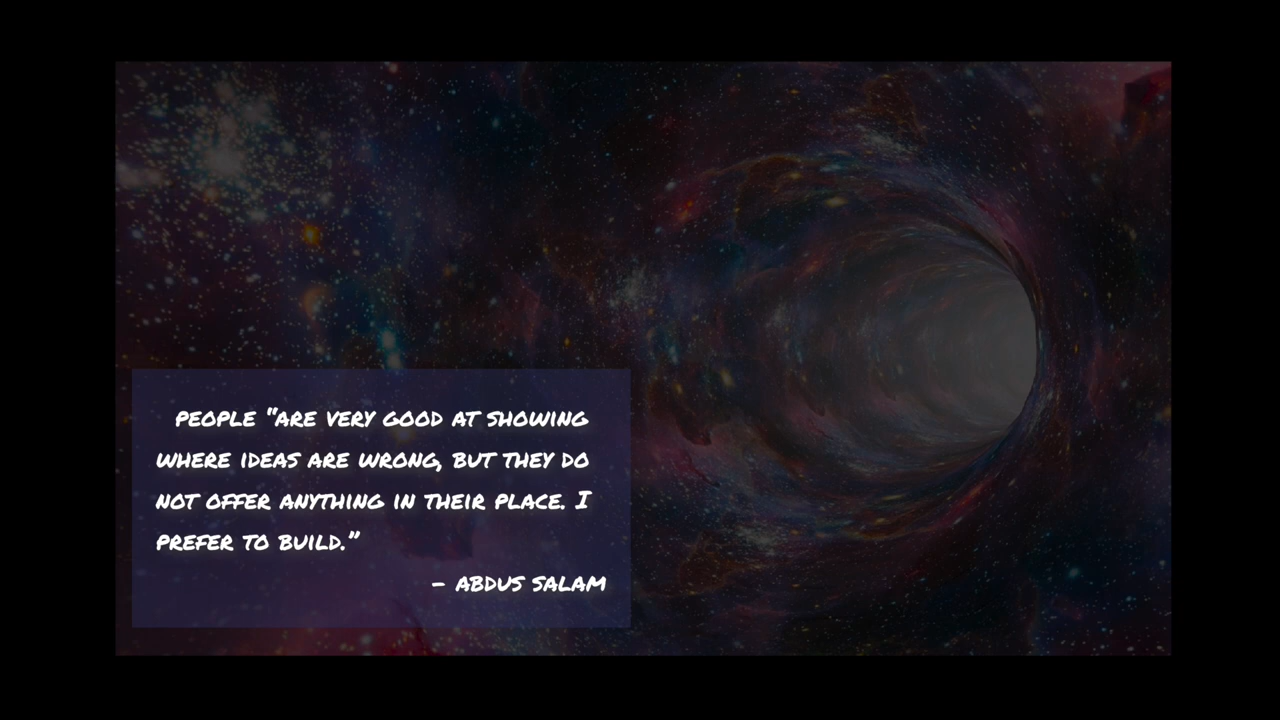 PEOPLE "ARE VERY GOOD AT SHOWING
WHERE IDEAS ARE WRONG, BUT THEY DO
NOT OFFER ANYTHING IN THEIR PLACE. I
PREFER TO BUILD."
- ABDUS SALAM